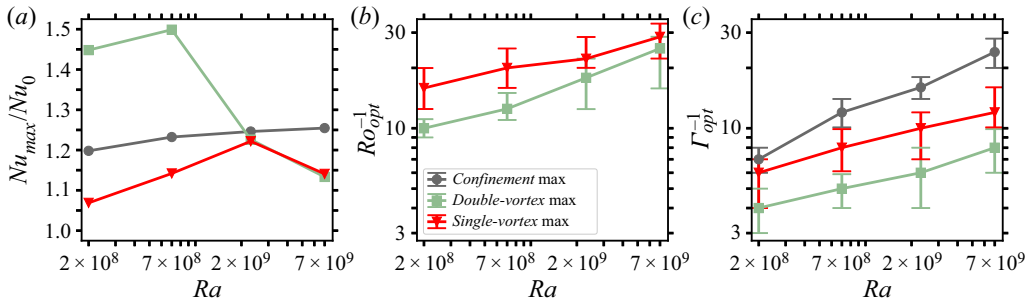 (a)
1.5
1.4
1.3
1.2
1.1
1.0
Nu_max/Nu_0
2 × 10^8
7 × 10^8
2 × 10^9
7 × 10^9
Ra
(b)
30
10
3
Ro_opt^-1
Confinement max
Double-vortex max
Single-vortex max
2 × 10^8
7 × 10^8
2 × 10^9
7 × 10^9
Ra
(c)
30
10
3
Γ_opt^-1
2 × 10^8
7 × 10^8
2 × 10^9
7 × 10^9
Ra